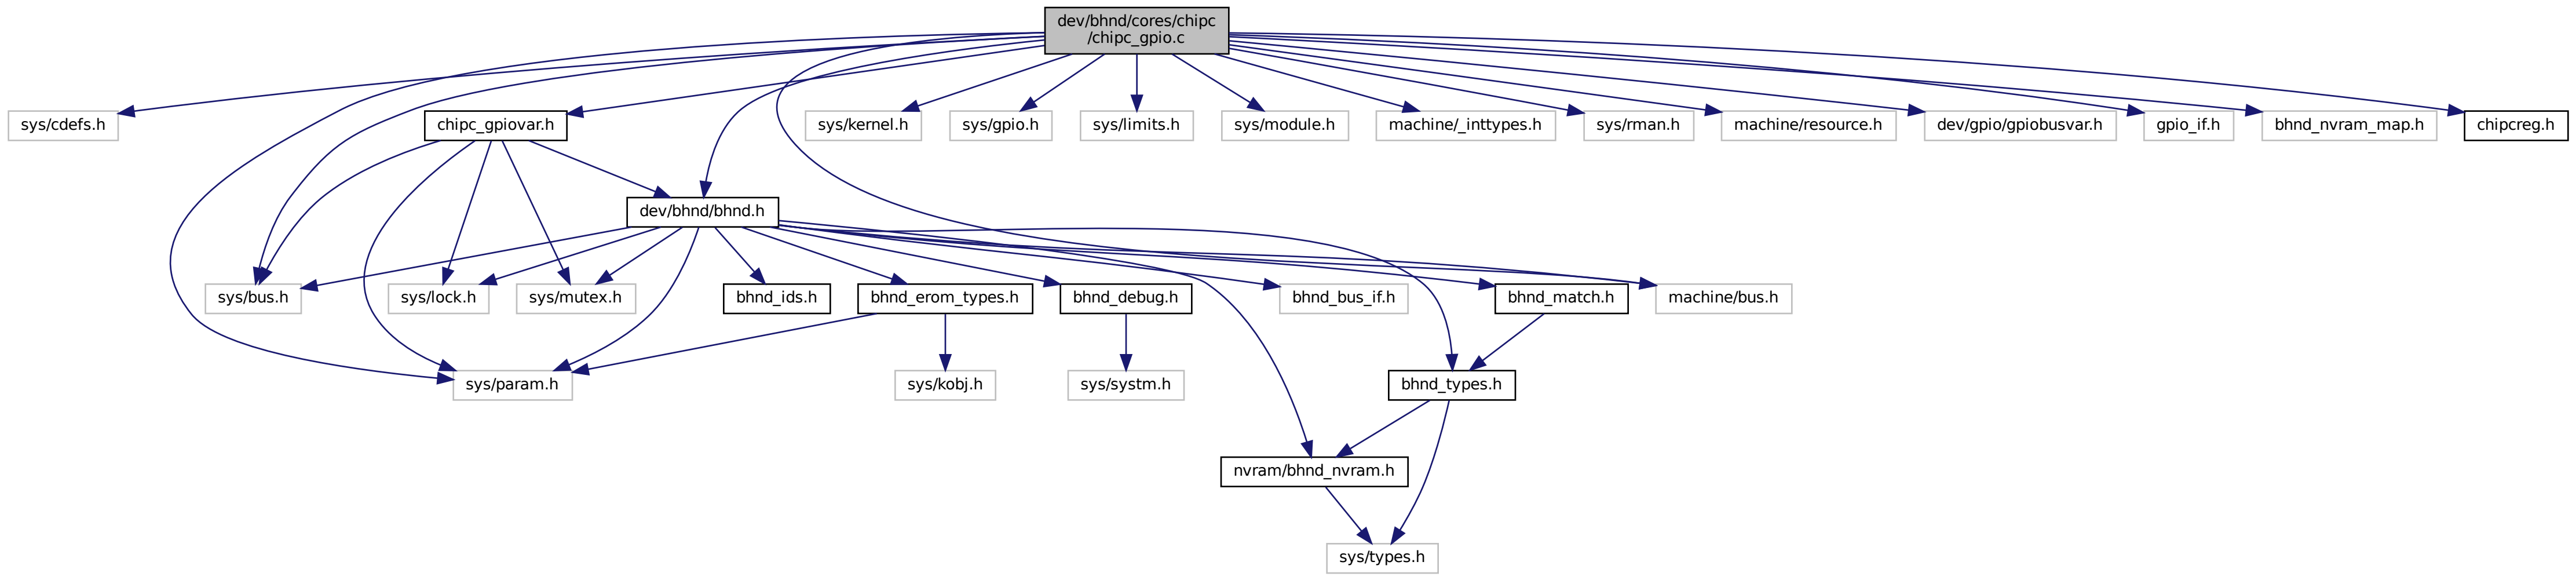 dev/bhnd/cores/chipc
/chipc_gpio.c
sys/cdefs.h
chipc_gpiovar.h
sys/kernel.h
sys/gpio.h
sys/limits.h
sys/module.h
machine/_inttypes.h
sys/rman.h
machine/resource.h
dev/gpio/gpiobusvar.h
gpio_if.h
bhnd_nvram_map.h
chipcreg.h
dev/bhnd/bhnd.h
sys/bus.h
sys/lock.h
sys/mutex.h
bhnd_ids.h
bhnd_erom_types.h
bhnd_debug.h
bhnd_bus_if.h
bhnd_match.h
machine/bus.h
sys/param.h
sys/kobj.h
sys/systm.h
bhnd_types.h
nvram/bhnd_nvram.h
sys/types.h